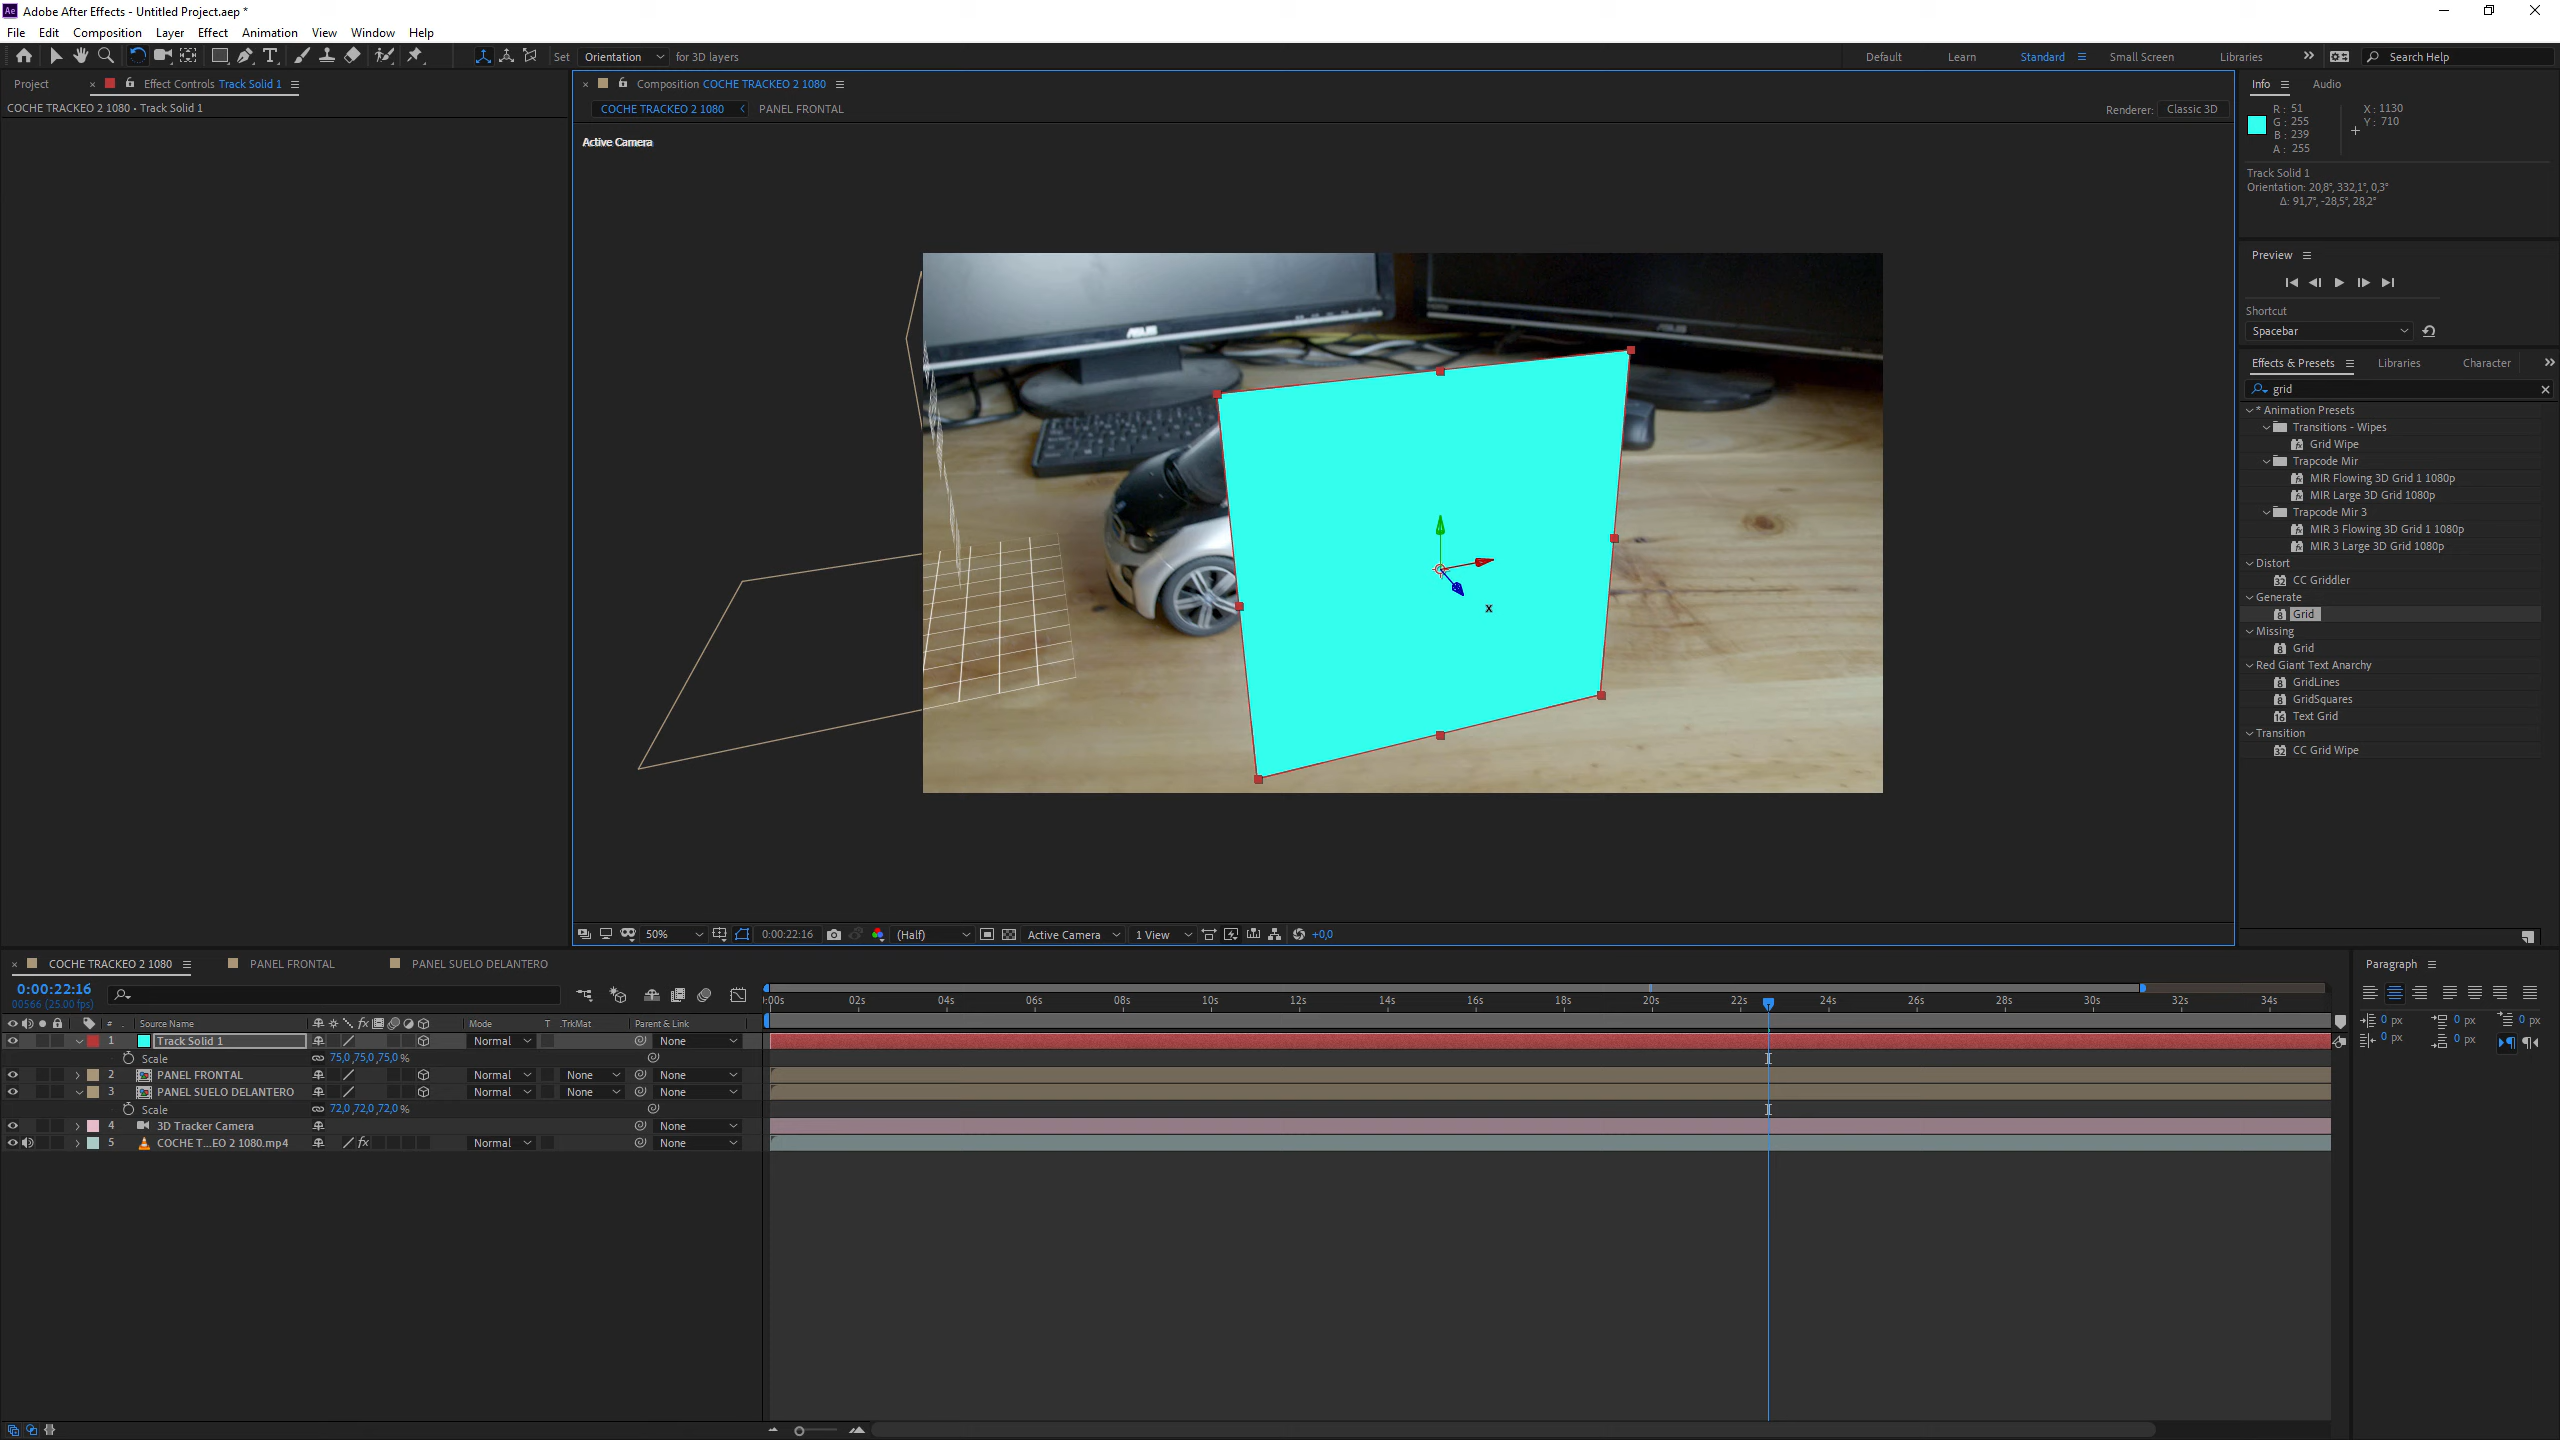 Adobe After Effects - Untitled Project.aep *
File Edit Composition Layer Effect Animation View Window Help
Set Orientation for 3D layers
Default Learn Standard Small Screen Libraries Search Help
Project Effect Controls Track Solid 1
COCHE TRACKEO 2 1080 • Track Solid 1
Composition COCHE TRACKEO 2 1080
COCHE TRACKEO 2 1080 PANEL FRONTAL
Renderer: Classic 3D
Active Camera
ASUS
ASUS
Info Audio
R: 51 X: 1130
G: 255 Y: 710
B: 239
A: 255
Track Solid 1
Orientation: 20,8°, 332,1°, 0,3°
Δ: 91,7°, -28,5°, 28,2°
Preview
Shortcut
Spacebar
Effects & Presets Libraries Character
grid
* Animation Presets
Transitions - Wipes
Grid Wipe
Trapcode Mir
MIR Flowing 3D Grid 1 1080p
MIR Large 3D Grid 1080p
Trapcode Mir 3
MIR 3 Flowing 3D Grid 1 1080p
MIR 3 Large 3D Grid 1080p
Distort
CC Griddler
Generate
Grid
Missing
Grid
Red Giant Text Anarchy
GridLines
GridSquares
Text Grid
Transition
CC Grid Wipe
x
50% 0:00:22:16 (Half) Active Camera 1 View +0,0
COCHE TRACKEO 2 1080 PANEL FRONTAL PANEL SUELO DELANTERO
0:00:22:16
00566 (25.00 fps)
:00s 02s 04s 06s 08s 10s 12s 14s 16s 18s 20s 22s 24s 26s 28s 30s 32s 34s
# Source Name Mode T .TrkMat Parent & Link
1 Track Solid 1 Normal None
Scale 75,0,75,0,75,0%
2 PANEL FRONTAL Normal None None
3 PANEL SUELO DELANTERO Normal None None
Scale 72,0,72,0,72,0%
4 3D Tracker Camera None
5 COCHE T...EO 2 1080.mp4 fx Normal None
Paragraph
0 px 0 px 0 px
0 px 0 px